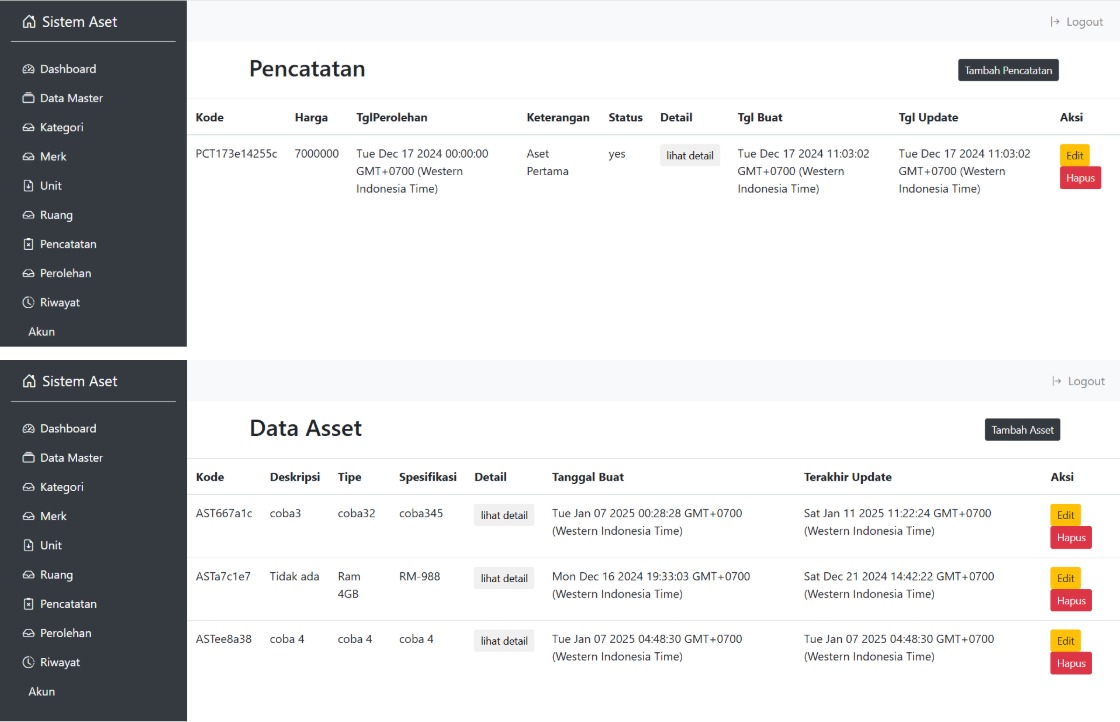 Sistem Aset
Logout
Dashboard
Data Master
Kategori
Merk
Unit
Ruang
Pencatatan
Perolehan
Riwayat
Akun
Pencatatan
Tambah Pencatatan
Kode Harga TglPerolehan Keterangan Status Detail Tgl Buat Tgl Update Aksi
PCT173e14255c 7000000 Tue Dec 17 2024 00:00:00 Aset yes lihat detail Tue Dec 17 2024 11:03:02 Tue Dec 17 2024 11:03:02 Edit
GMT+0700 (Western Pertama GMT+0700 (Western GMT+0700 (Western Hapus
Indonesia Time) Indonesia Time) Indonesia Time)
Sistem Aset
Logout
Dashboard
Data Master
Kategori
Merk
Unit
Ruang
Pencatatan
Perolehan
Riwayat
Akun
Data Asset
Tambah Asset
Kode Deskripsi Tipe Spesifikasi Detail Tanggal Buat Terakhir Update Aksi
AST667a1c coba3 coba32 coba345 lihat detail Tue Jan 07 2025 00:28:28 GMT+0700 Sat Jan 11 2025 11:22:24 GMT+0700 Edit
(Western Indonesia Time) (Western Indonesia Time) Hapus
ASTa7c1e7 Tidak ada Ram RM-988 lihat detail Mon Dec 16 2024 19:33:03 GMT+0700 Sat Dec 21 2024 14:42:22 GMT+0700 Edit
4GB (Western Indonesia Time) (Western Indonesia Time) Hapus
ASTee8a38 coba 4 coba 4 coba 4 lihat detail Tue Jan 07 2025 04:48:30 GMT+0700 Tue Jan 07 2025 04:48:30 GMT+0700 Edit
(Western Indonesia Time) (Western Indonesia Time) Hapus